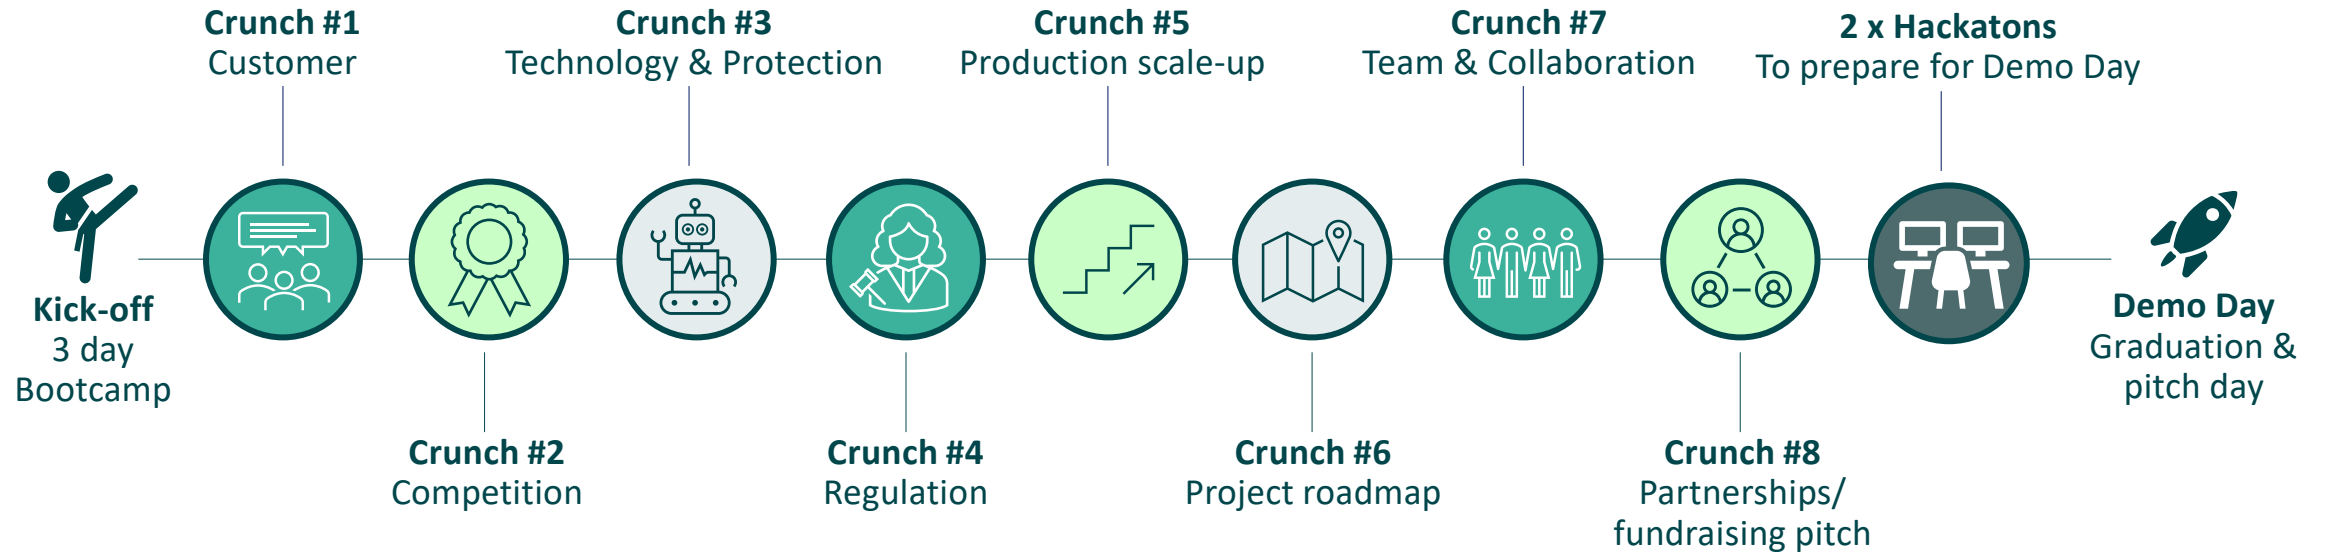 Kick-off
3 day
Bootcamp
Crunch #1
Customer
Crunch #2
Competition
Crunch #3
Technology & Protection
Crunch #4
Regulation
Crunch #5
Production scale-up
Crunch #6
Project roadmap
Crunch #7
Team & Collaboration
Crunch #8
Partnerships/
fundraising pitch
2 x Hackatons
To prepare for Demo Day
Demo Day
Graduation &
pitch day